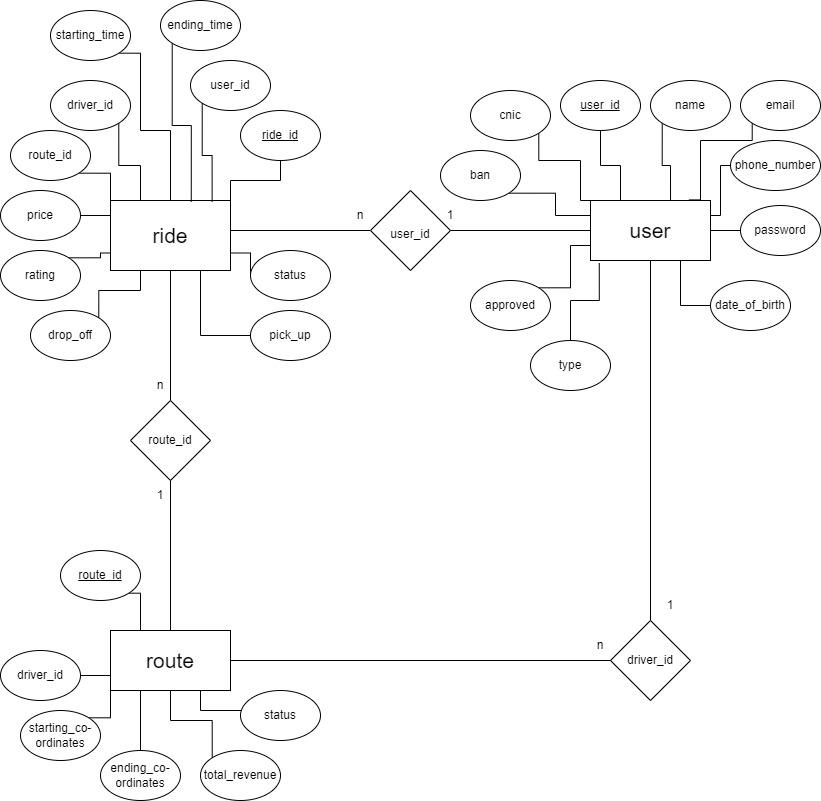 ending_time
starting_time
user_id
driver_id
ride_id
route_id
price
ride
rating
status
drop_off
pick_up
n
user_id
1
cnic
user_id
name
email
phone_number
ban
user
password
approved
date_of_birth
type
n
route_id
1
route_id
route
driver_id
starting_co-
ordinates
ending_co-
ordinates
total_revenue
status
n
1
driver_id